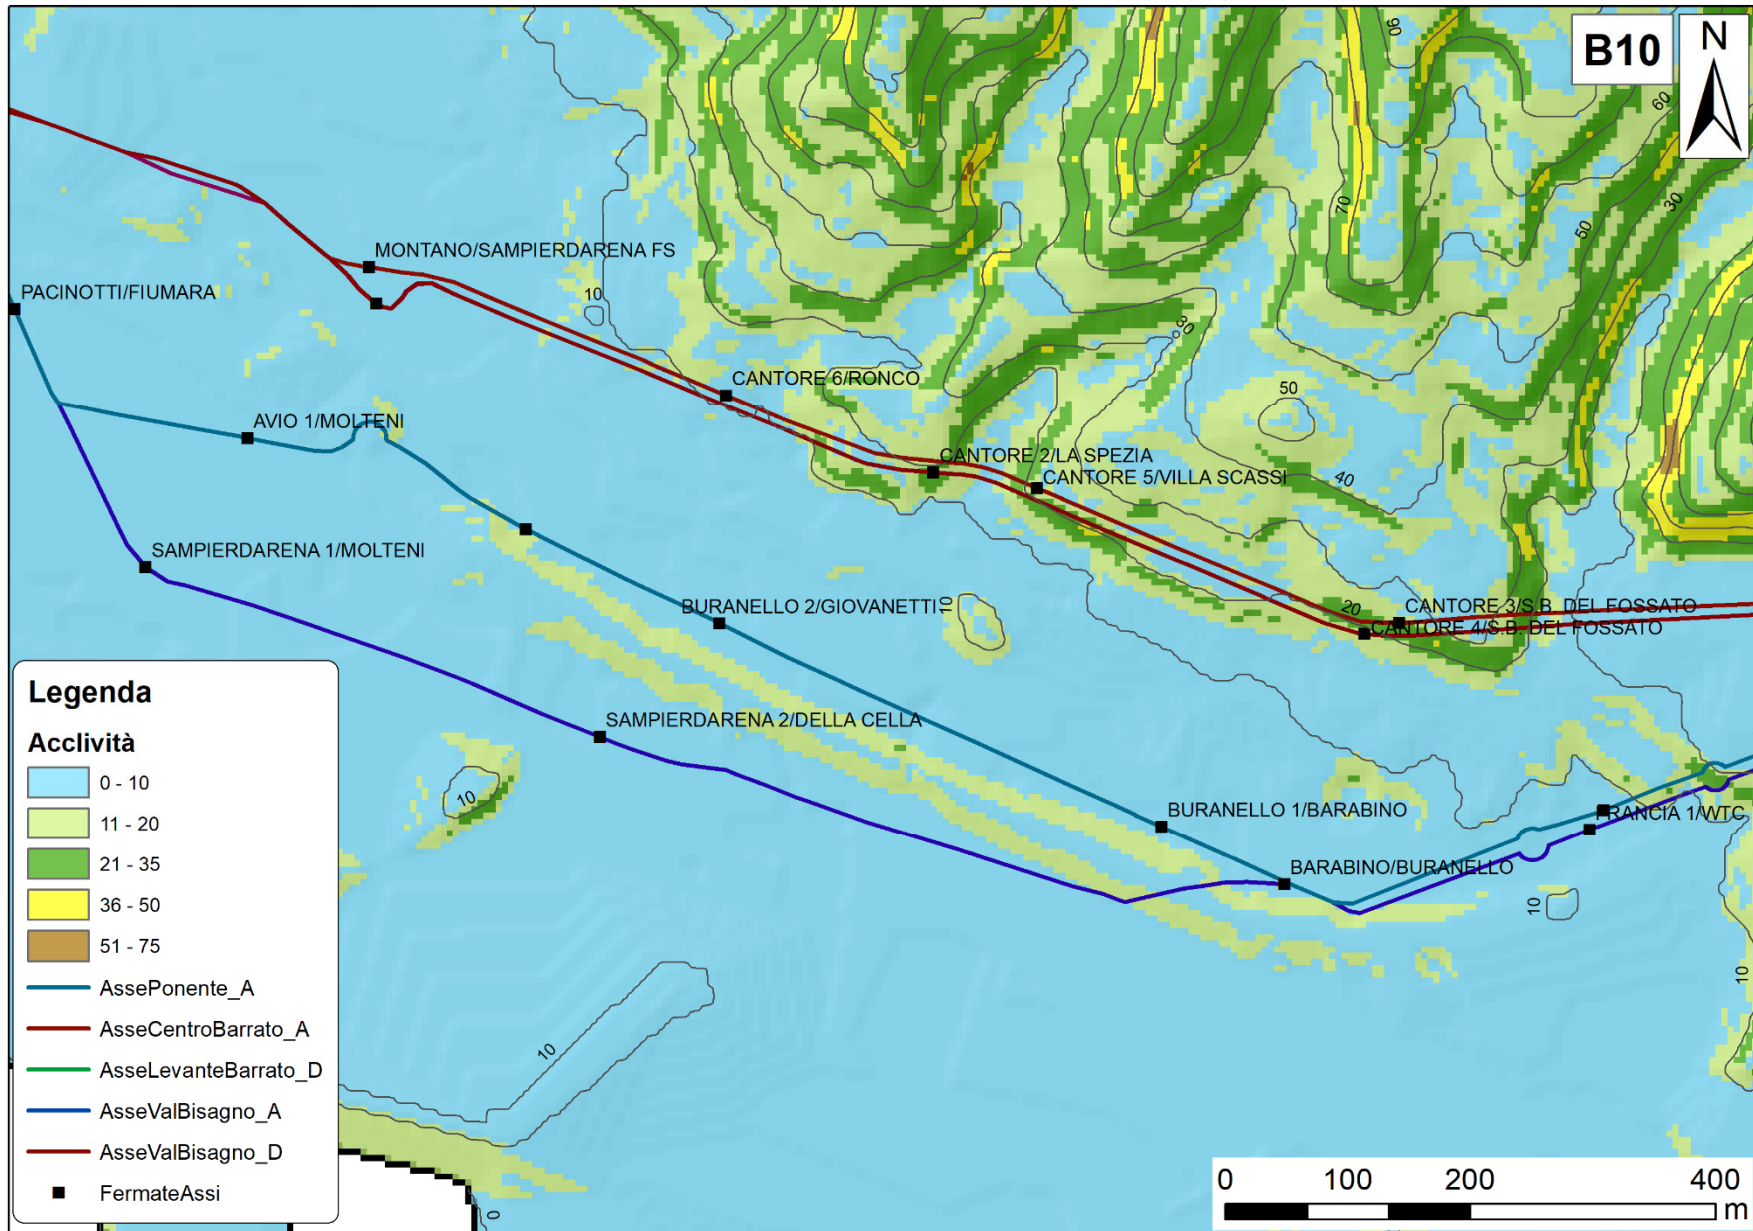 B10
N
90
60
70
50
30
MONTANO/SAMPIERDARENA FS
PACINOTTI/FIUMARA
10
30
CANTORE 6/RONCO
50
AVIO 1/MOLTENI
CANTORE 2/LA SPEZIA
CANTORE 5/VILLA SCASSI
40
SAMPIERDARENA 1/MOLTENI
BURANELLO 2/GIOVANETTI
10
20
CANTORE 3/S.B. DEL FOSSATO
CANTORE 4/S.B. DEL FOSSATO
SAMPIERDARENA 2/DELLA CELLA
10
BURANELLO 1/BARABINO
FRANCIA 1/WTC
BARABINO/BURANELLO
10
10
10
0
Legenda
Acclività
0 - 10
11 - 20
21 - 35
36 - 50
51 - 75
AssePonente_A
AsseCentroBarrato_A
AsseLevanteBarrato_D
AsseValBisagno_A
AsseValBisagno_D
FermateAssi
0 100 200 400
m